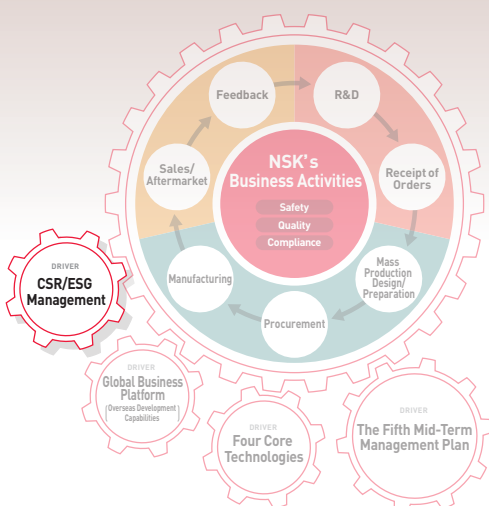 Feedback
R&D
Sales/
Aftermarket
NSK's
Business Activities
Safety
Quality
Compliance
Receipt of
Orders
Manufacturing
Mass
Production
Design/
Preparation
Procurement
DRIVER
CSR/ESG
Management
DRIVER
Global Business
Platform
(Overseas Development
Capabilities)
DRIVER
Four Core
Technologies
DRIVER
The Fifth Mid-Term
Management Plan